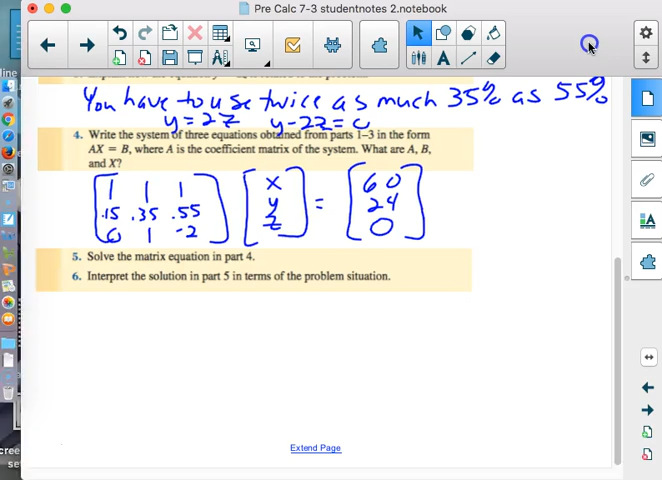 Pre Calc 7-3 studentnotes 2.notebook
You have to use twice as much 35% as 55%
y = 2z y-2z=0
4. Write the system of three equations obtained from parts 1–3 in the form
AX = B, where A is the coefficient matrix of the system. What are A, B,
and X?
1 1 1 x 60
.15 .35 .55 y = 24
0 1 -2 z 0
5. Solve the matrix equation in part 4.
6. Interpret the solution in part 5 in terms of the problem situation.
Extend Page